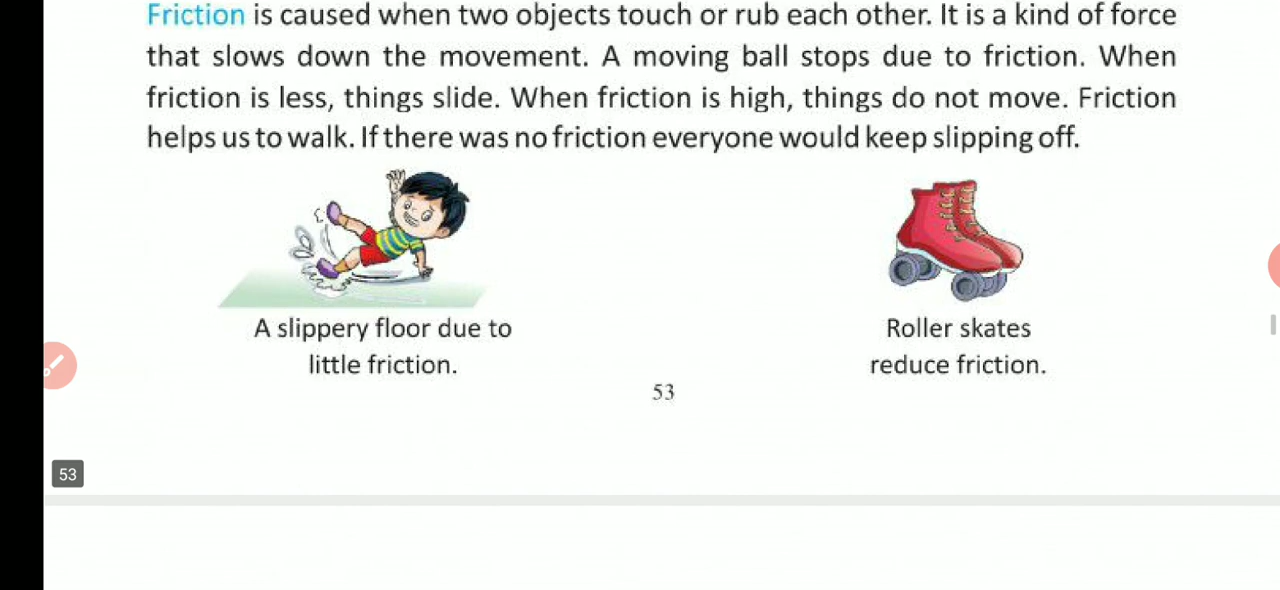 Friction is caused when two objects touch or rub each other. It is a kind of force
that slows down the movement. A moving ball stops due to friction. When
friction is less, things slide. When friction is high, things do not move. Friction
helps us to walk. If there was no friction everyone would keep slipping off.
A slippery floor due to
little friction.
Roller skates
reduce friction.
53
53